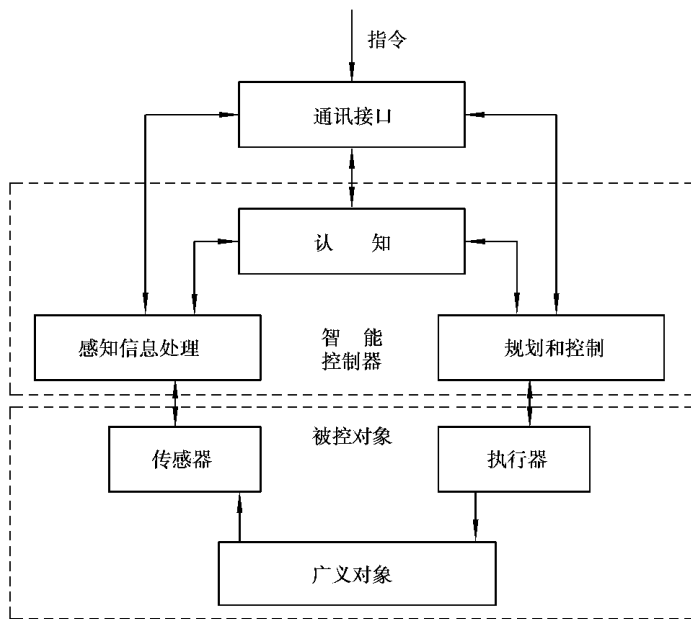 指令
通讯接口
认 知
感知信息处理
智 能
控制器
规划和控制
被控对象
传感器
执行器
广义对象